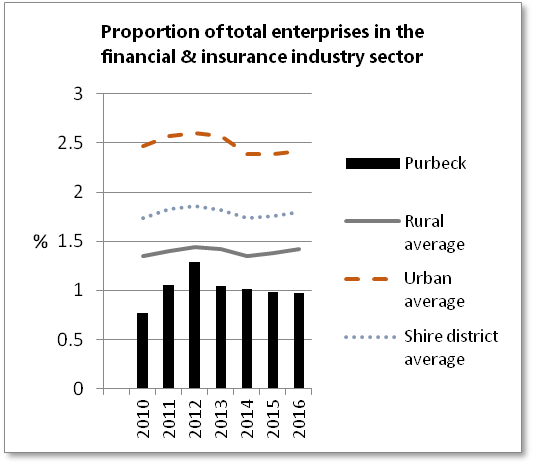 Proportion of total enterprises in the
financial & insurance industry sector
3
2.5
2
1.5
1
0.5
0
%
2010
2011
2012
2013
2014
2015
2016
Purbeck
Rural
average
Urban
average
Shire district
average